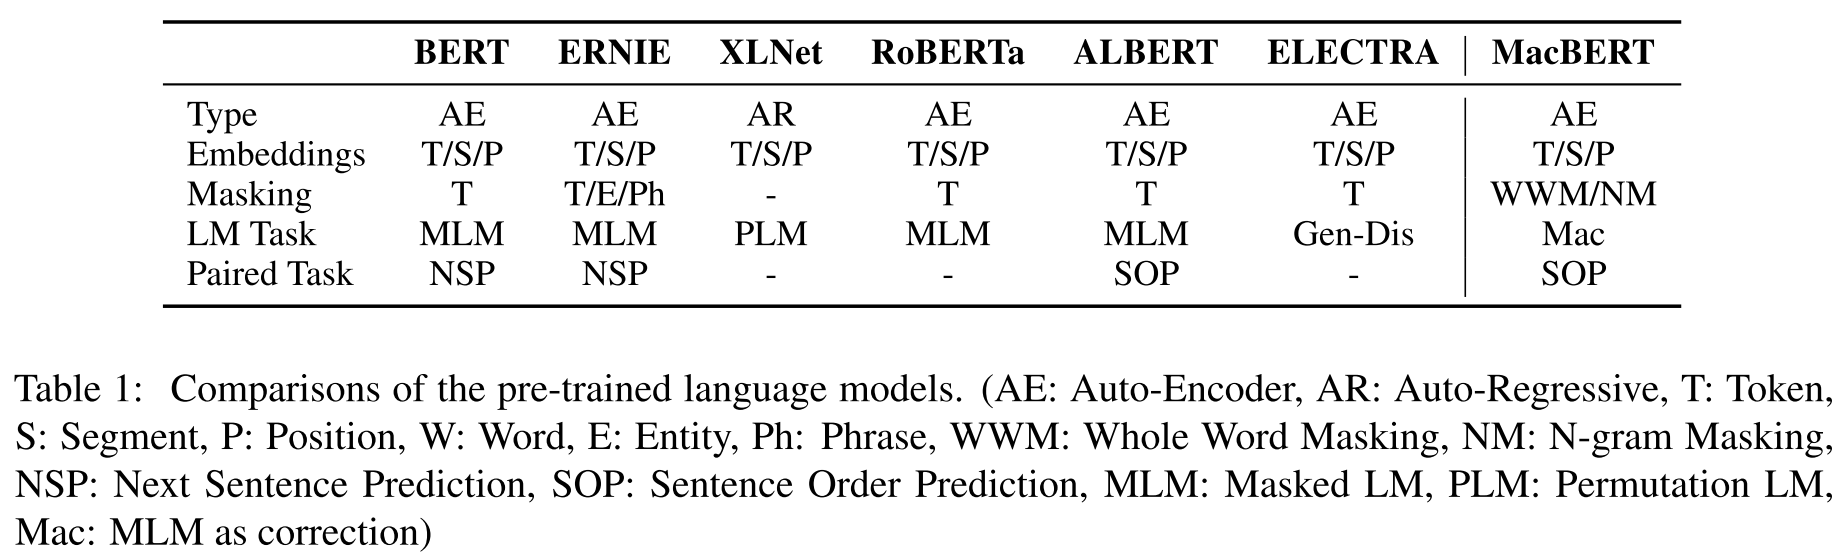 BERT ERNIE XLNet RoBERTa ALBERT ELECTRA MacBERT
Type AE AE AR AE AE AE AE
Embeddings T/S/P T/S/P T/S/P T/S/P T/S/P T/S/P T/S/P
Masking T T/E/Ph - T T T WWM/NM
LM Task MLM MLM PLM MLM MLM Gen-Dis Mac
Paired Task NSP NSP - - SOP - SOP
Table 1: Comparisons of the pre-trained language models. (AE: Auto-Encoder, AR: Auto-Regressive, T: Token,
S: Segment, P: Position, W: Word, E: Entity, Ph: Phrase, WWM: Whole Word Masking, NM: N-gram Masking,
NSP: Next Sentence Prediction, SOP: Sentence Order Prediction, MLM: Masked LM, PLM: Permutation LM,
Mac: MLM as correction)